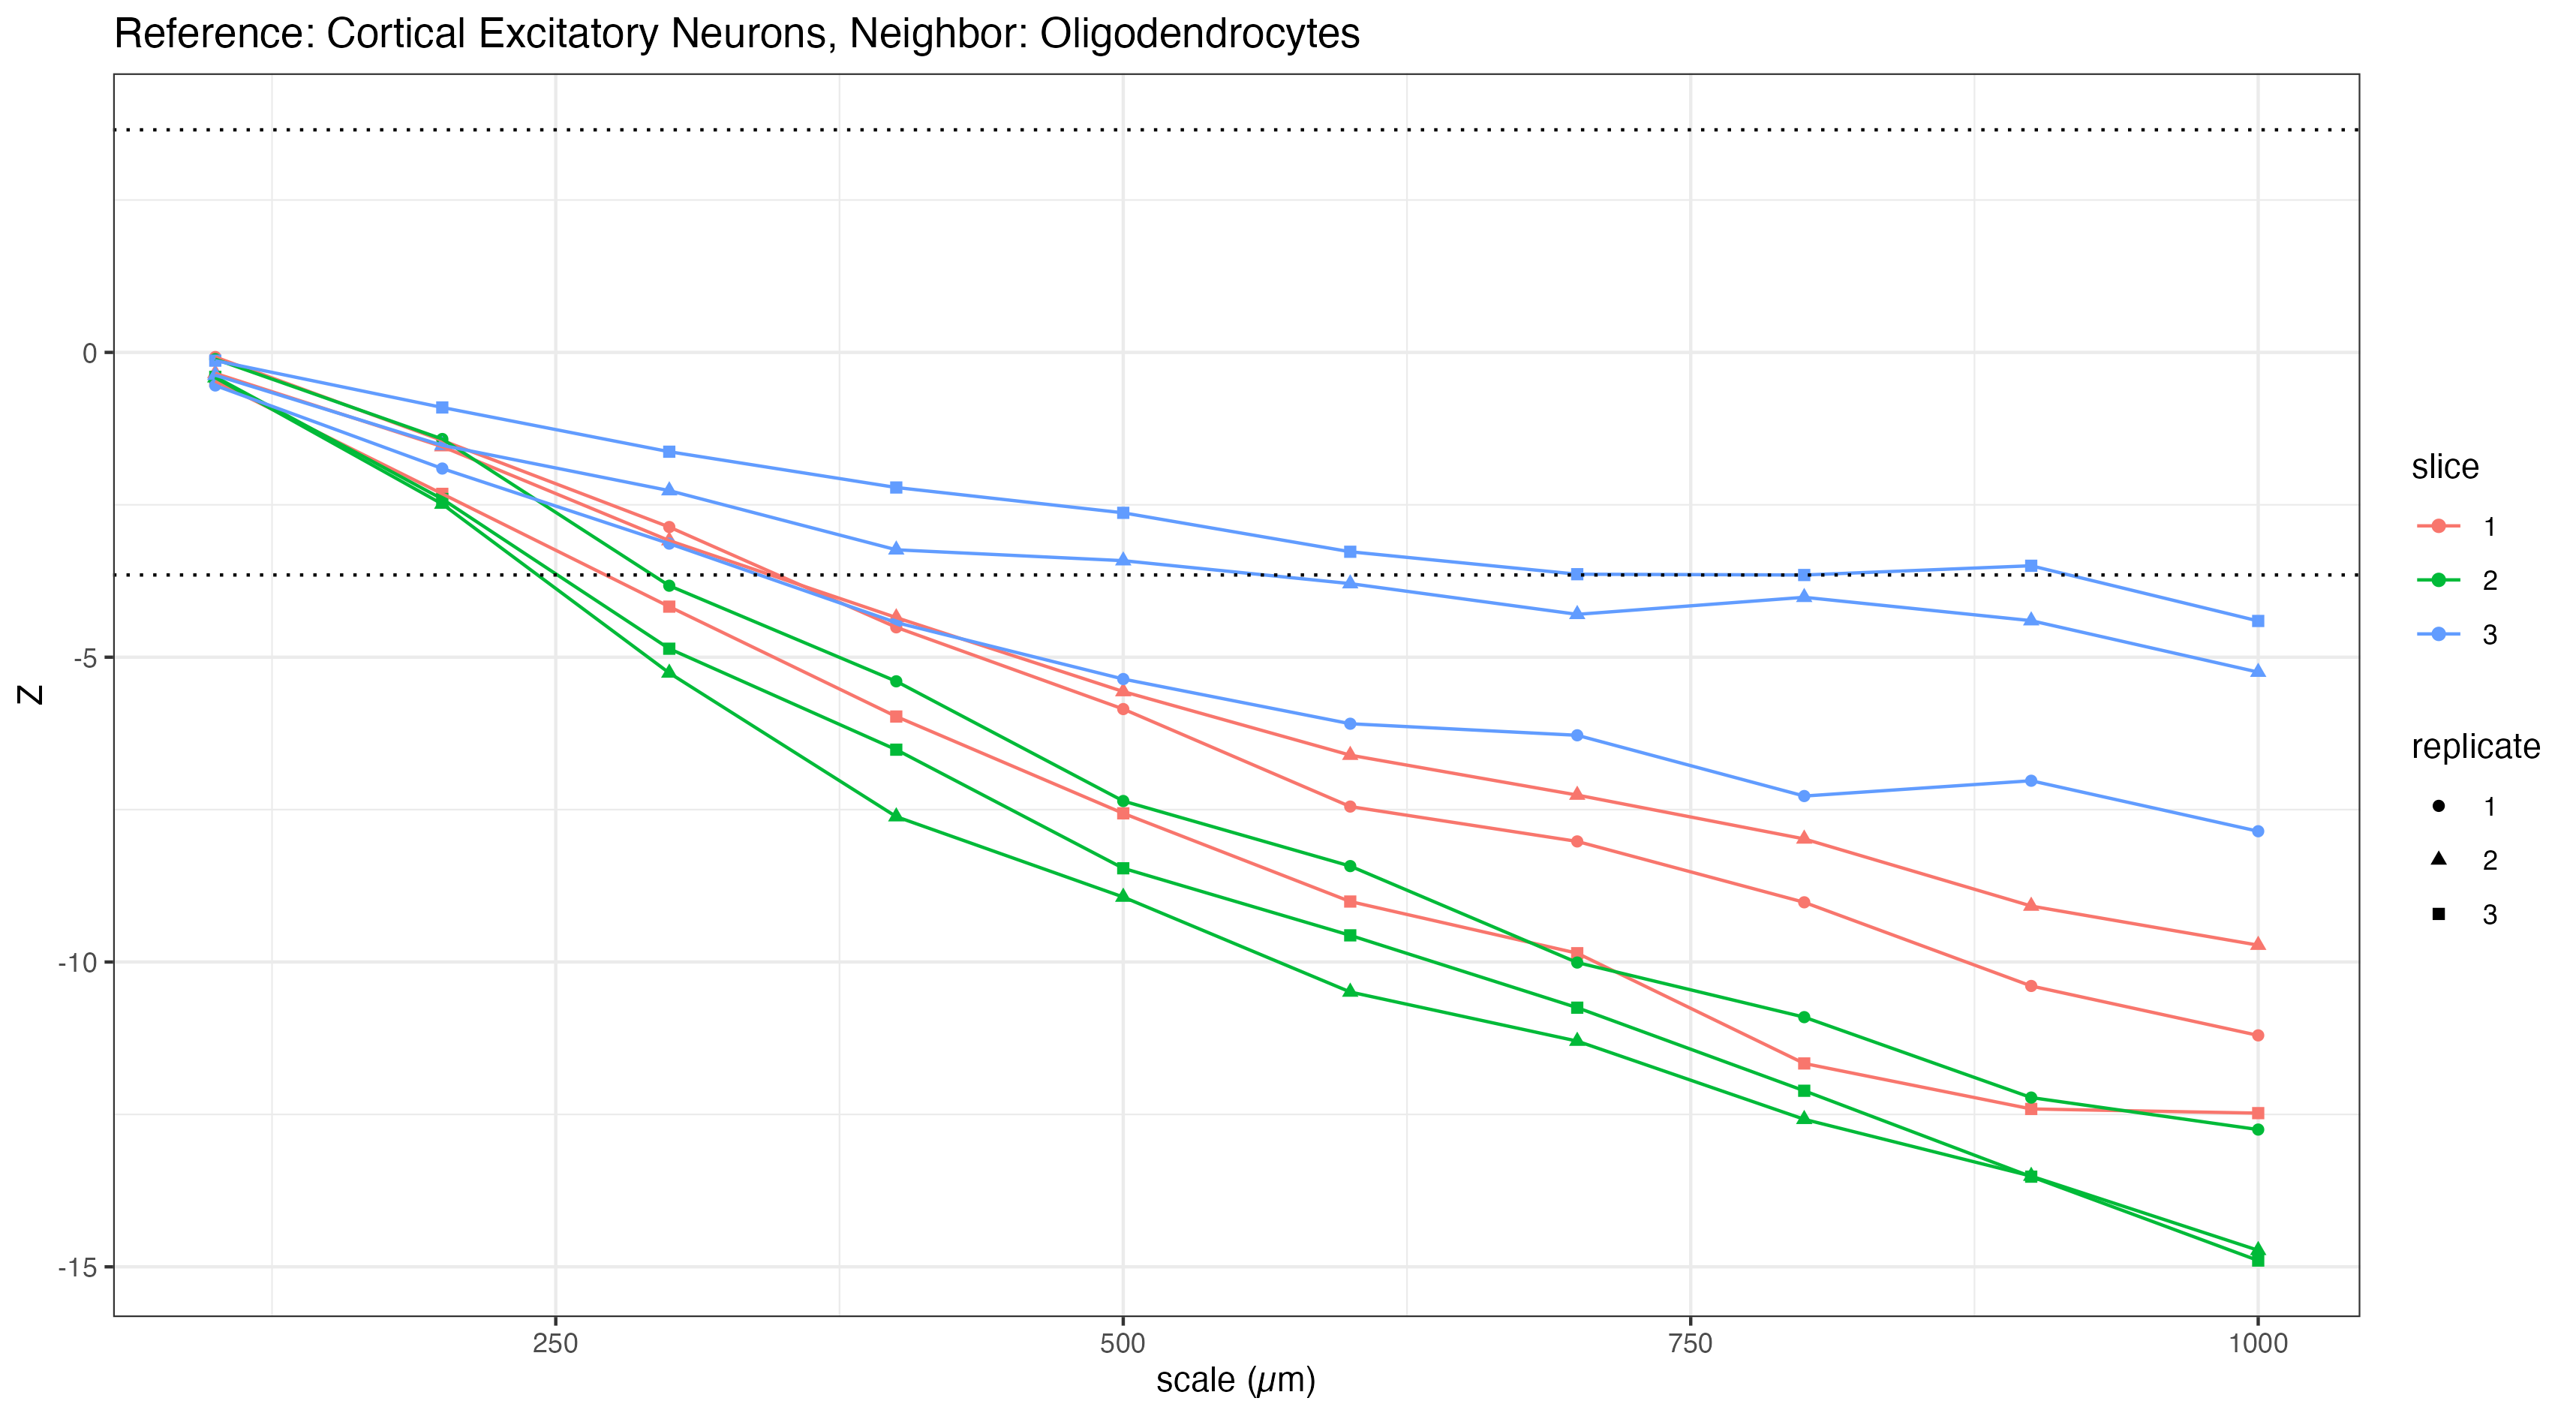 Reference: Cortical Excitatory Neurons, Neighbor: Oligodendrocytes
0
-5
-10
-15
Z
250
500
750
1000
scale (µm)
slice
1
2
3
replicate
1
2
3